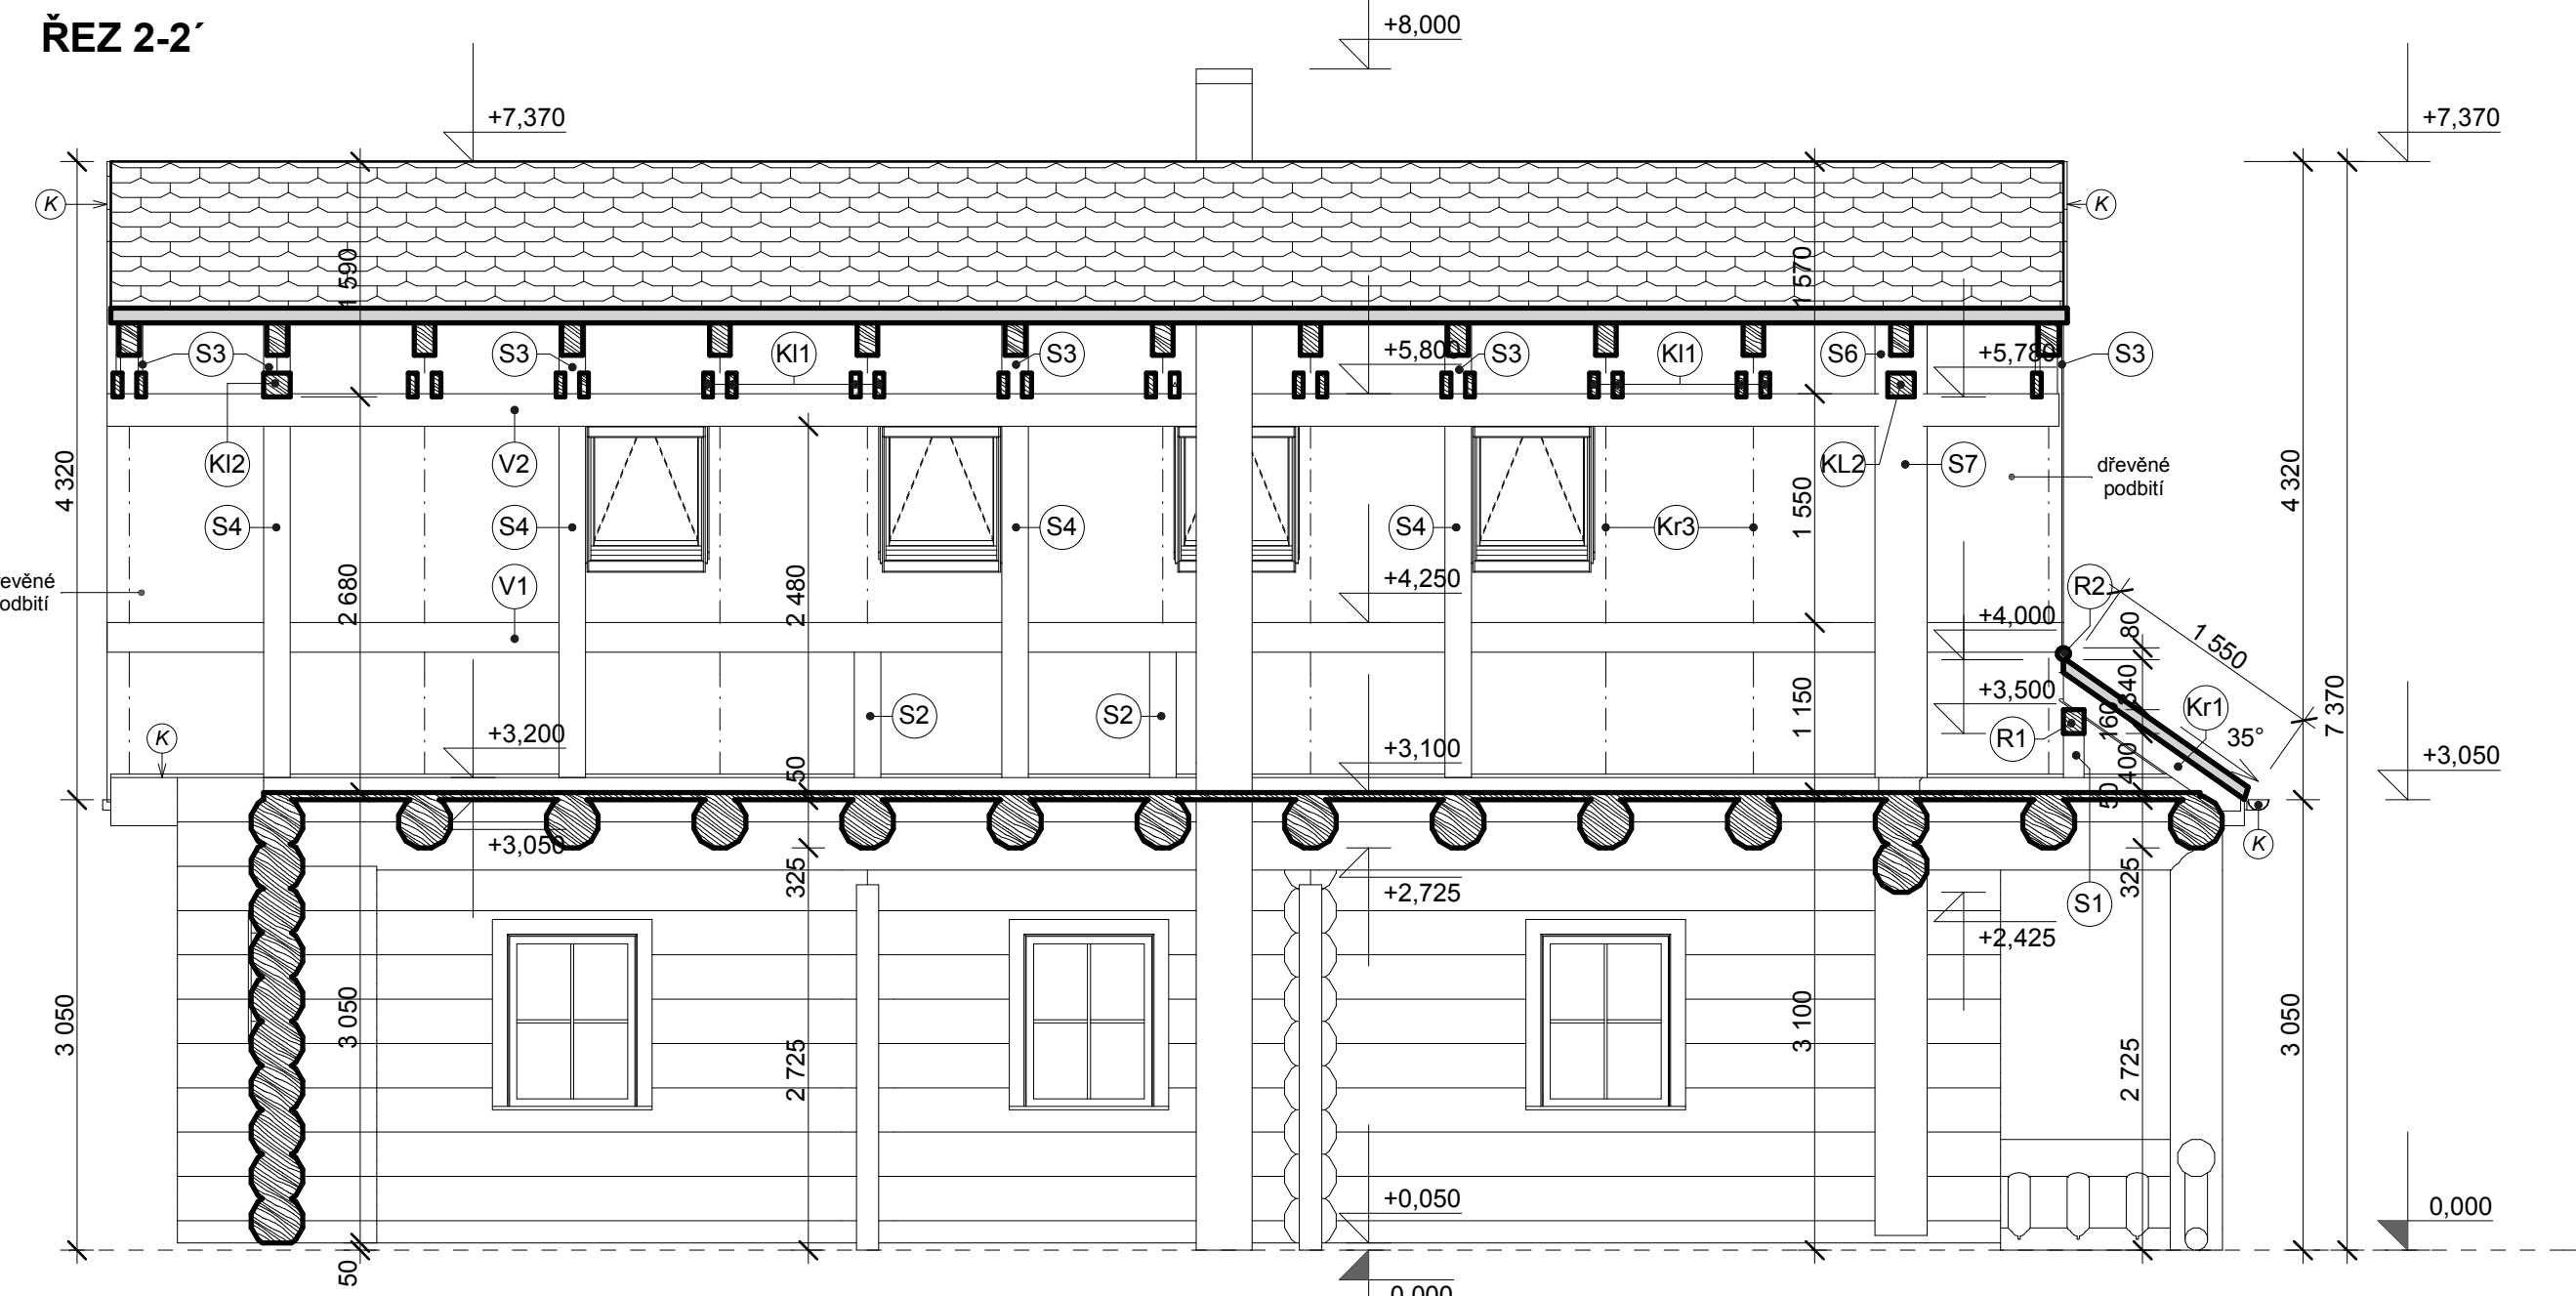 ŘEZ 2-2´
+8,000
+7,370
+7,370
K
K
1 590
1 570
S3
S3
Kl1
S3
+5,800
S3
Kl1
S6
+5,780
S3
4 320
Kl2
V2
KL2
S7
dřevěné
podbití
4 320
S4
S4
S4
S4
Kr3
1 550
V1
2 680
2 480
+4,250
R2
+4,000
80
1 550
S2
S2
+3,500
340
160
Kr1
7 370
K
+3,200
50
+3,100
1 150
R1
400
35°
+3,050
50
+3,050
325
+2,725
+2,425
S1
325
K
3 050
3 050
2 725
3 100
2 725
3 050
+0,050
0,000
50
0,000